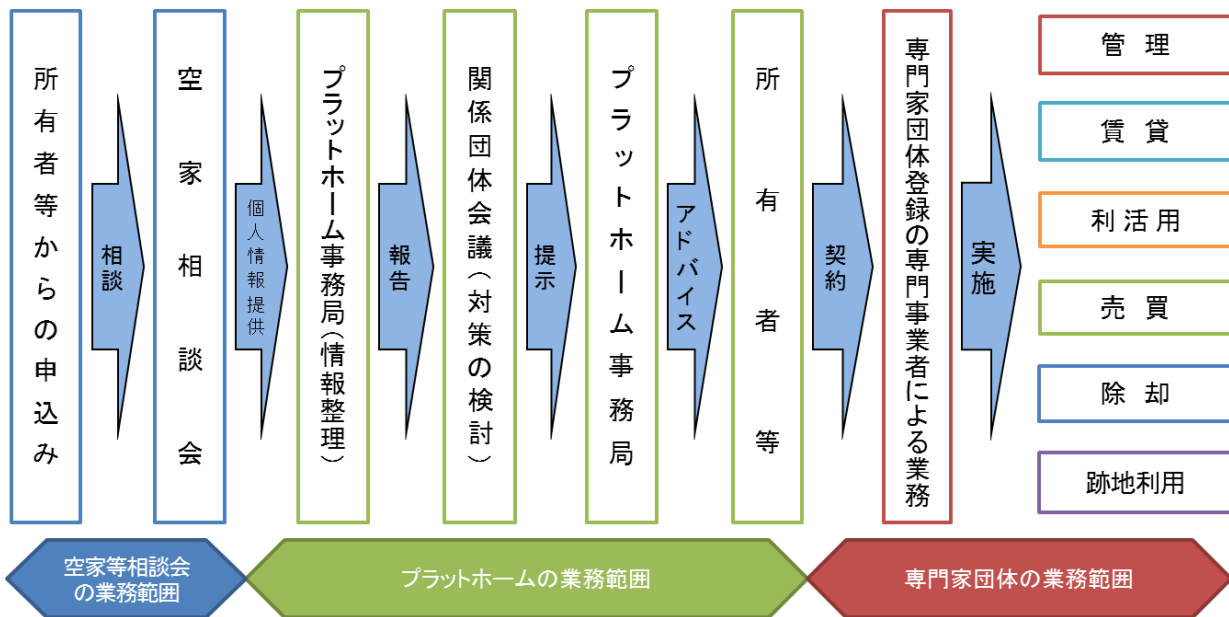 所有者等からの申込み
相談
空家相談会
個人情報提供
プラットホーム事務局(情報整理)
報告
関係団体会議(対策の検討)
提示
プラットホーム事務局
アドバイス
所有者等
契約
専門家団体登録の専門事業者による業務
実施
管理
賃貸
利活用
売買
除却
跡地利用
空家等相談会
の業務範囲
プラットホームの業務範囲
専門家団体の業務範囲